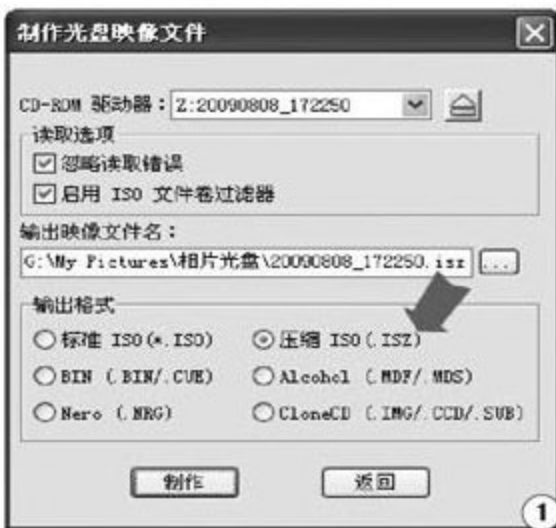 制作光盘映像文件
CD-ROM 驱动器：Z:20090808_172250
读取选项
忽略读取错误
启用 ISO 文件卷过滤器
输出映像文件名：
G:\My Pictures\相片光盘\20090808_172250.isz ...
输出格式
标准 ISO(*.ISO) 压缩 ISO(.ISZ)
BIN (.BIN/.CUE) Alcohol (.MDF/.MDS)
Nero (.NRG) CloneCD (.IMG/.CCD/.SUB)
制作 返回
1